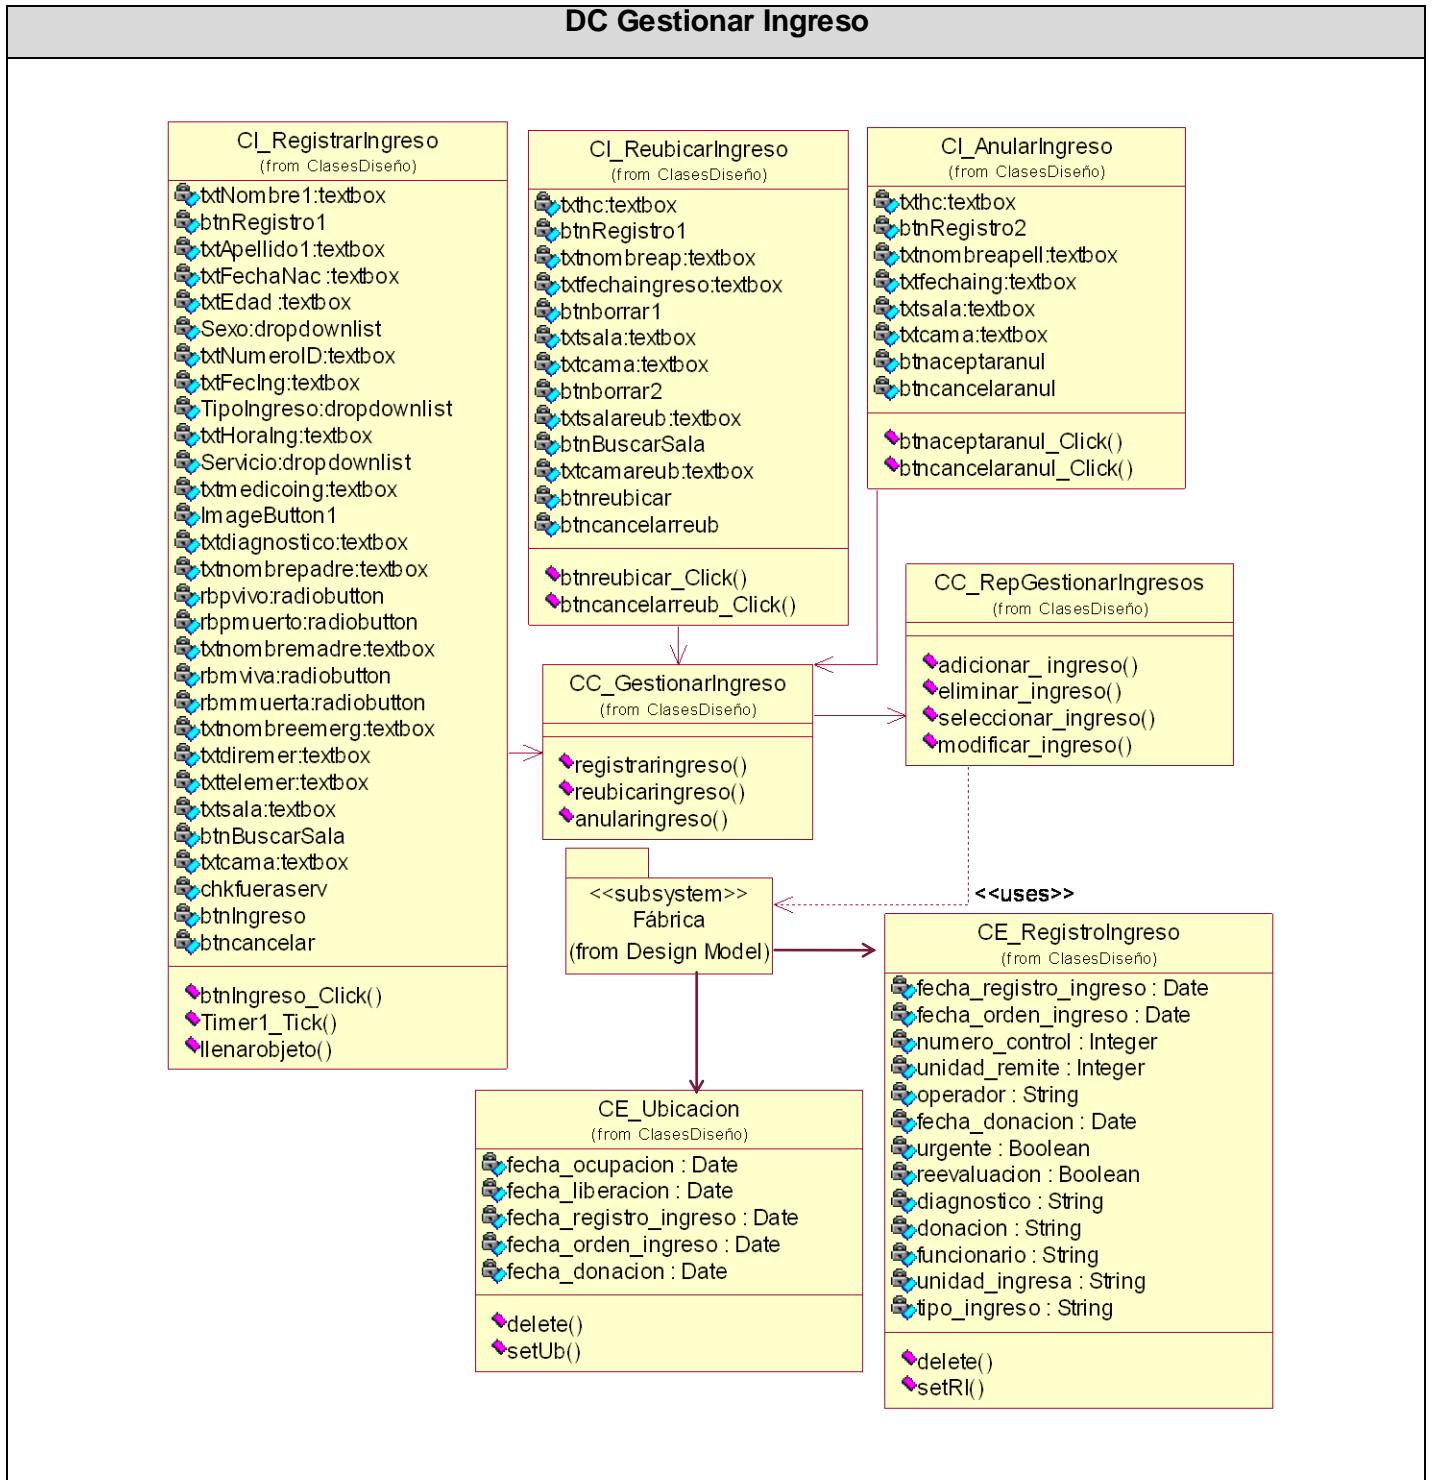 DC Gestionar Ingreso
CI_RegistrarIngreso
(from ClasesDiseño)
txtNombre1:textbox
btnRegistro1
txtApellido1:textbox
txtFechaNac :textbox
txtEdad :textbox
Sexo:dropdownlist
txtNumeroID:textbox
txtFecIng:textbox
TipoIngreso:dropdownlist
txtHoraIng:textbox
Servicio:dropdownlist
txtmedicoing:textbox
ImageButton1
txtdiagnostico:textbox
txtnombrepadre:textbox
rbpvivo:radiobutton
rbpmuerto:radiobutton
txtnombremadre:textbox
rbmviva:radiobutton
rbmmuerta:radiobutton
txtnombreemerg:textbox
txtdiremer:textbox
txttelemer:textbox
txtsala:textbox
btnBuscarSala
txtcama:textbox
chkfueraserv
btnIngreso
btncancelar
btnIngreso_Click()
Timer1_Tick()
llenarobjeto()
CI_ReubicarIngreso
(from ClasesDiseño)
txthc:textbox
btnRegistro1
txtnombreap:textbox
txtfechaingreso:textbox
btnborrar1
txtsala:textbox
txtcama:textbox
btnborrar2
txtsalareub:textbox
btnBuscarSala
txtcamareub:textbox
btnreubicar
btncancelarreub
btnreubicar_Click()
btncancelarreub_Click()
CI_AnularIngreso
(from ClasesDiseño)
txthc:textbox
btnRegistro2
txtnombreapell:textbox
txtfechaing:textbox
txtsala:textbox
txtcama:textbox
btnaceptaranul
btncancelaranul
btnaceptaranul_Click()
btncancelaranul_Click()
CC_RepGestionarIngresos
(from ClasesDiseño)
adicionar_ingreso()
eliminar_ingreso()
seleccionar_ingreso()
modificar_ingreso()
CC_GestionarIngreso
(from ClasesDiseño)
registraringreso()
reubicaringreso()
anularingreso()
<<subsystem>>
Fábrica
(from Design Model)
<<uses>>
CE_RegistroIngreso
(from ClasesDiseño)
fecha_registro_ingreso : Date
fecha_orden_ingreso : Date
numero_control : Integer
unidad_remite : Integer
operador : String
fecha_donacion : Date
urgente : Boolean
reevaluacion : Boolean
diagnostico : String
donacion : String
funcionario : String
unidad_ingresa : String
tipo_ingreso : String
delete()
setRI()
CE_Ubicacion
(from ClasesDiseño)
fecha_ocupacion : Date
fecha_liberacion : Date
fecha_registro_ingreso : Date
fecha_orden_ingreso : Date
fecha_donacion : Date
delete()
setUb()